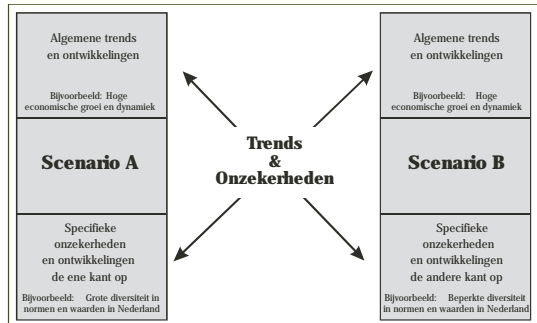 Algemene trends
en ontwikkelingen
Bijvoorbeeld: Hoge
economische groei en dynamiek
Scenario A
Specifieke
onzekerheden
en ontwikkelingen
de ene kant op
Bijvoorbeeld: Grote diversiteit in
normen en waarden in Nederland
Trends
&
Onzekerheden
Algemene trends
en ontwikkelingen
Bijvoorbeeld: Hoge
economische groei en dynamiek
Scenario B
Specifieke
onzekerheden
en ontwikkelingen
de andere kant op
Bijvoorbeeld: Beperkte diversiteit
in normen en waarden in Nederland